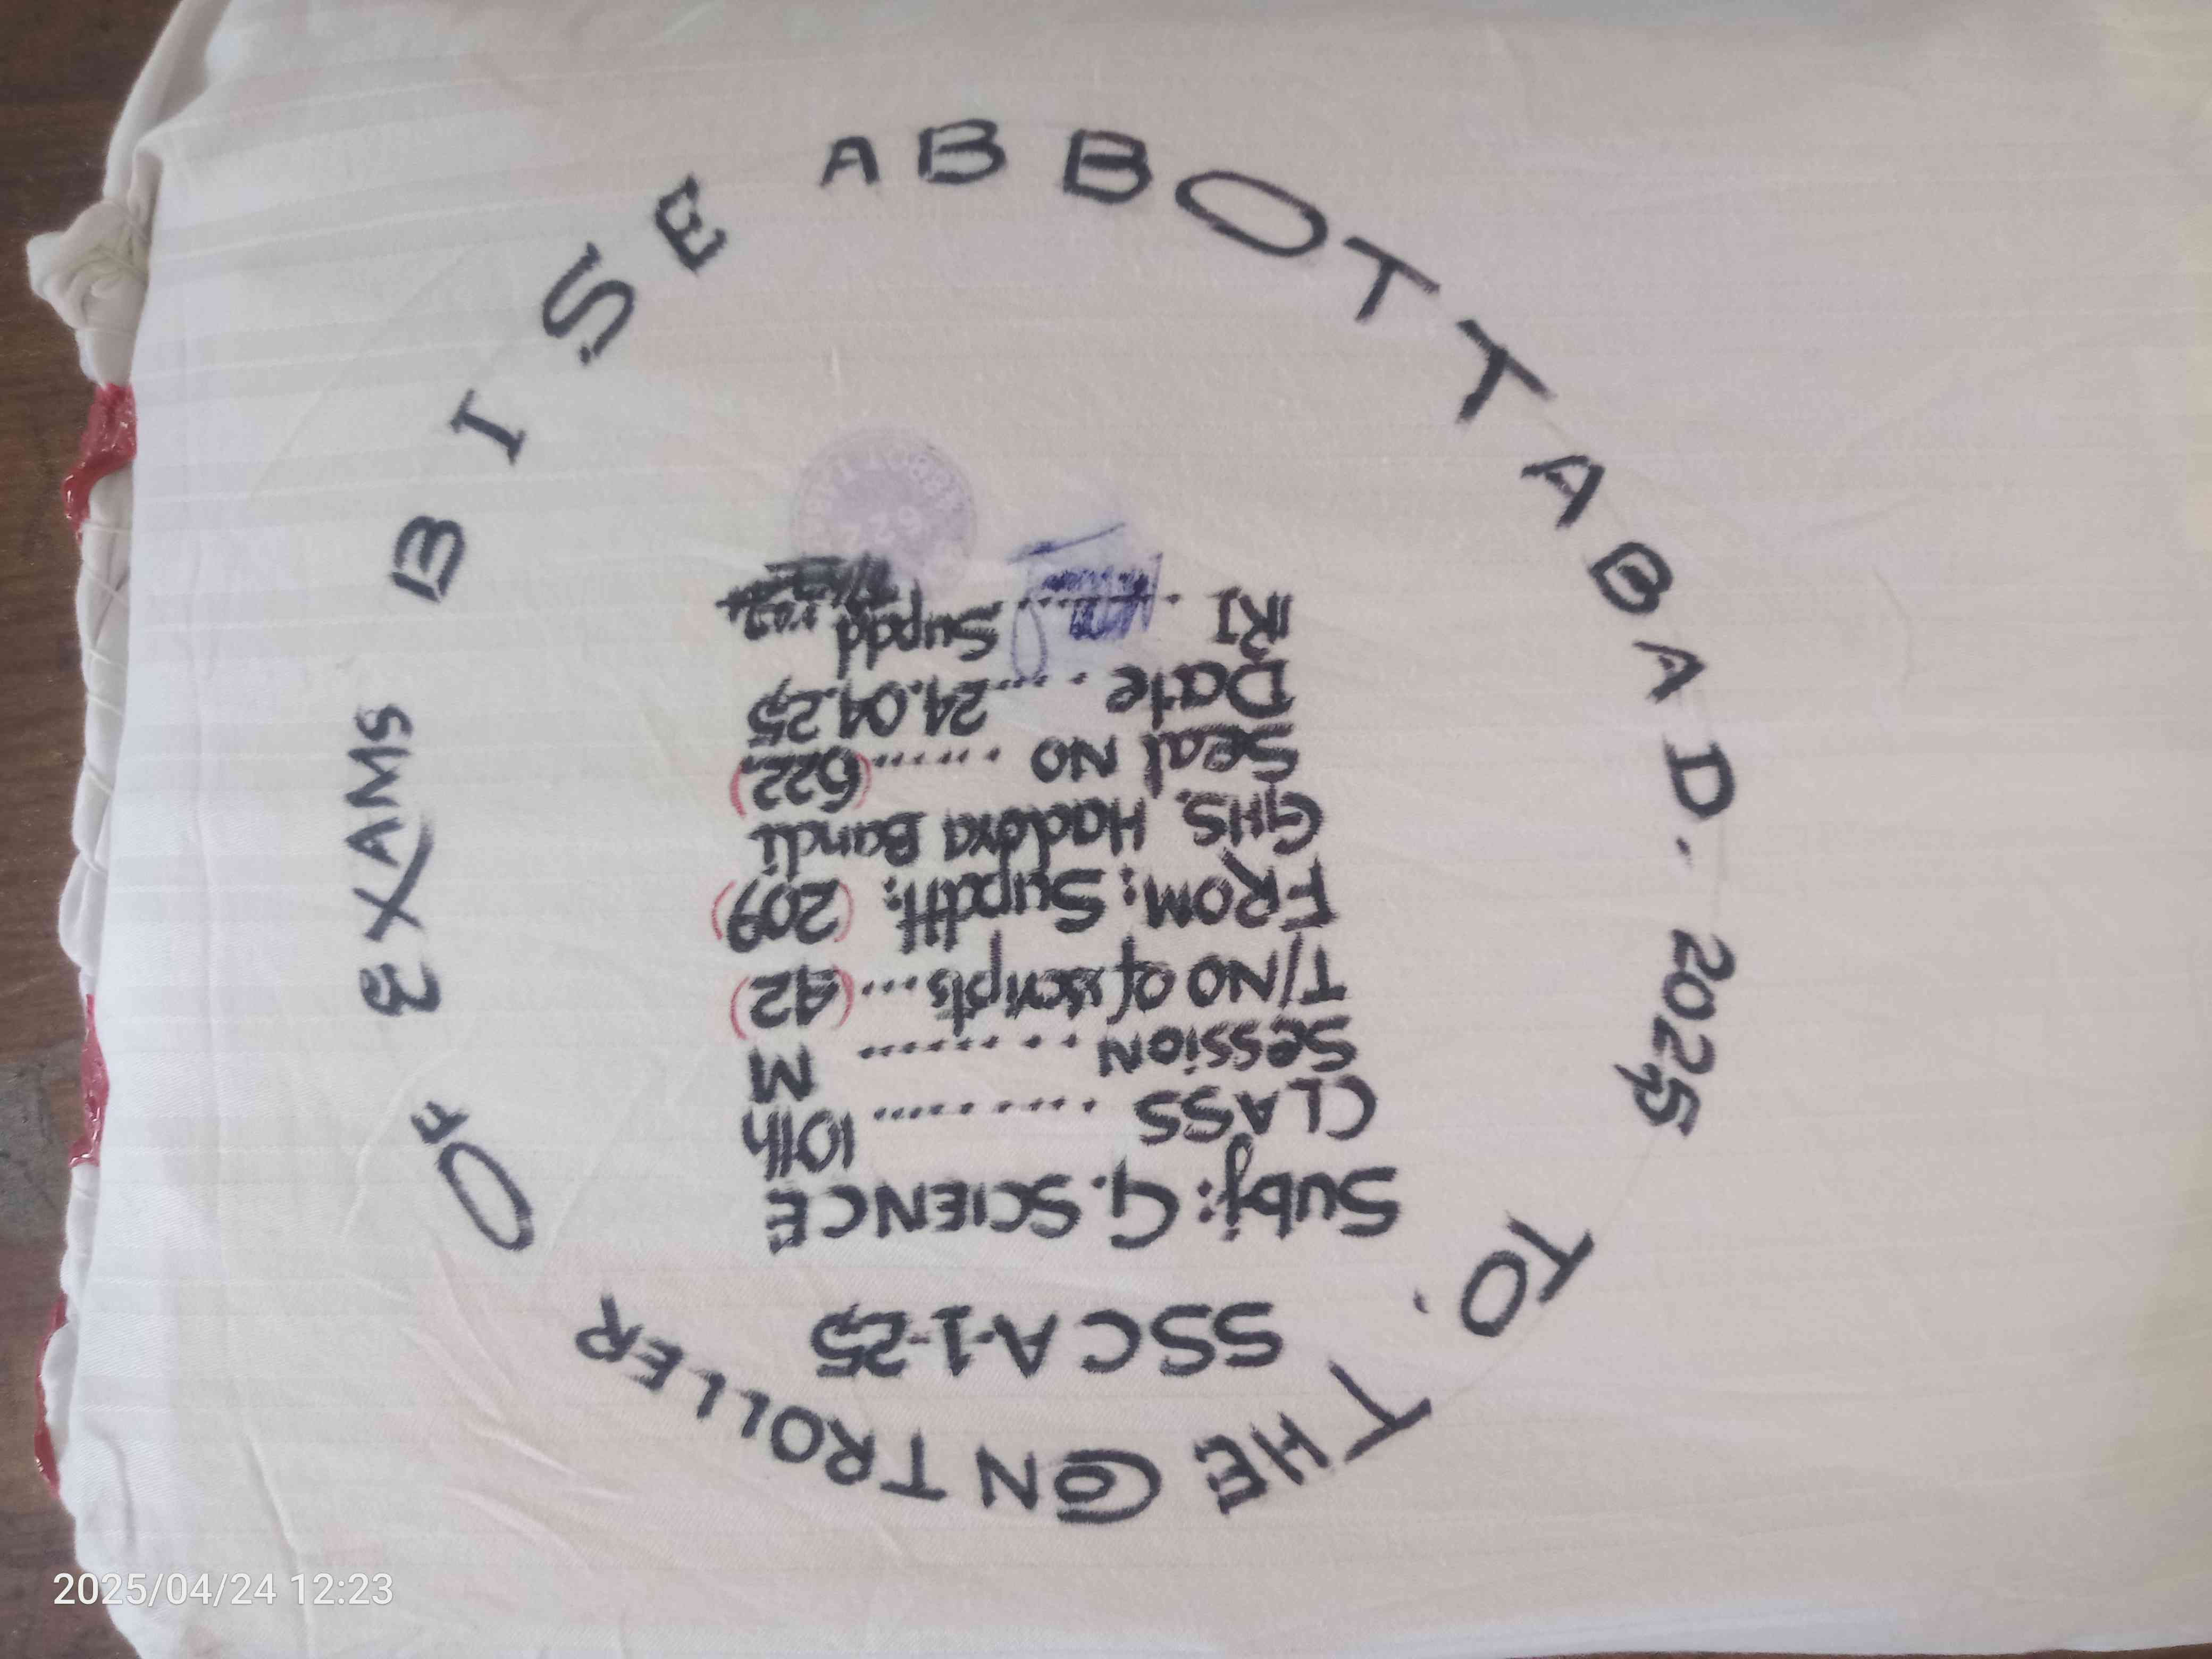 TO, THE CONTROLLER OF EXAMS BISE ABBOTTABAD. 2025
SSC A-1-25
Subj: G. SCIENCE
CLASS ......... 10th
Session ......... M
T/NO of scripts ... (42)
FROM: Supdtt: (209)
GHS. Hadora Bandi
Seal NO ...... (622)
Date ..... 24.04.25
RI ........ Supdd
2025/04/24 12:23